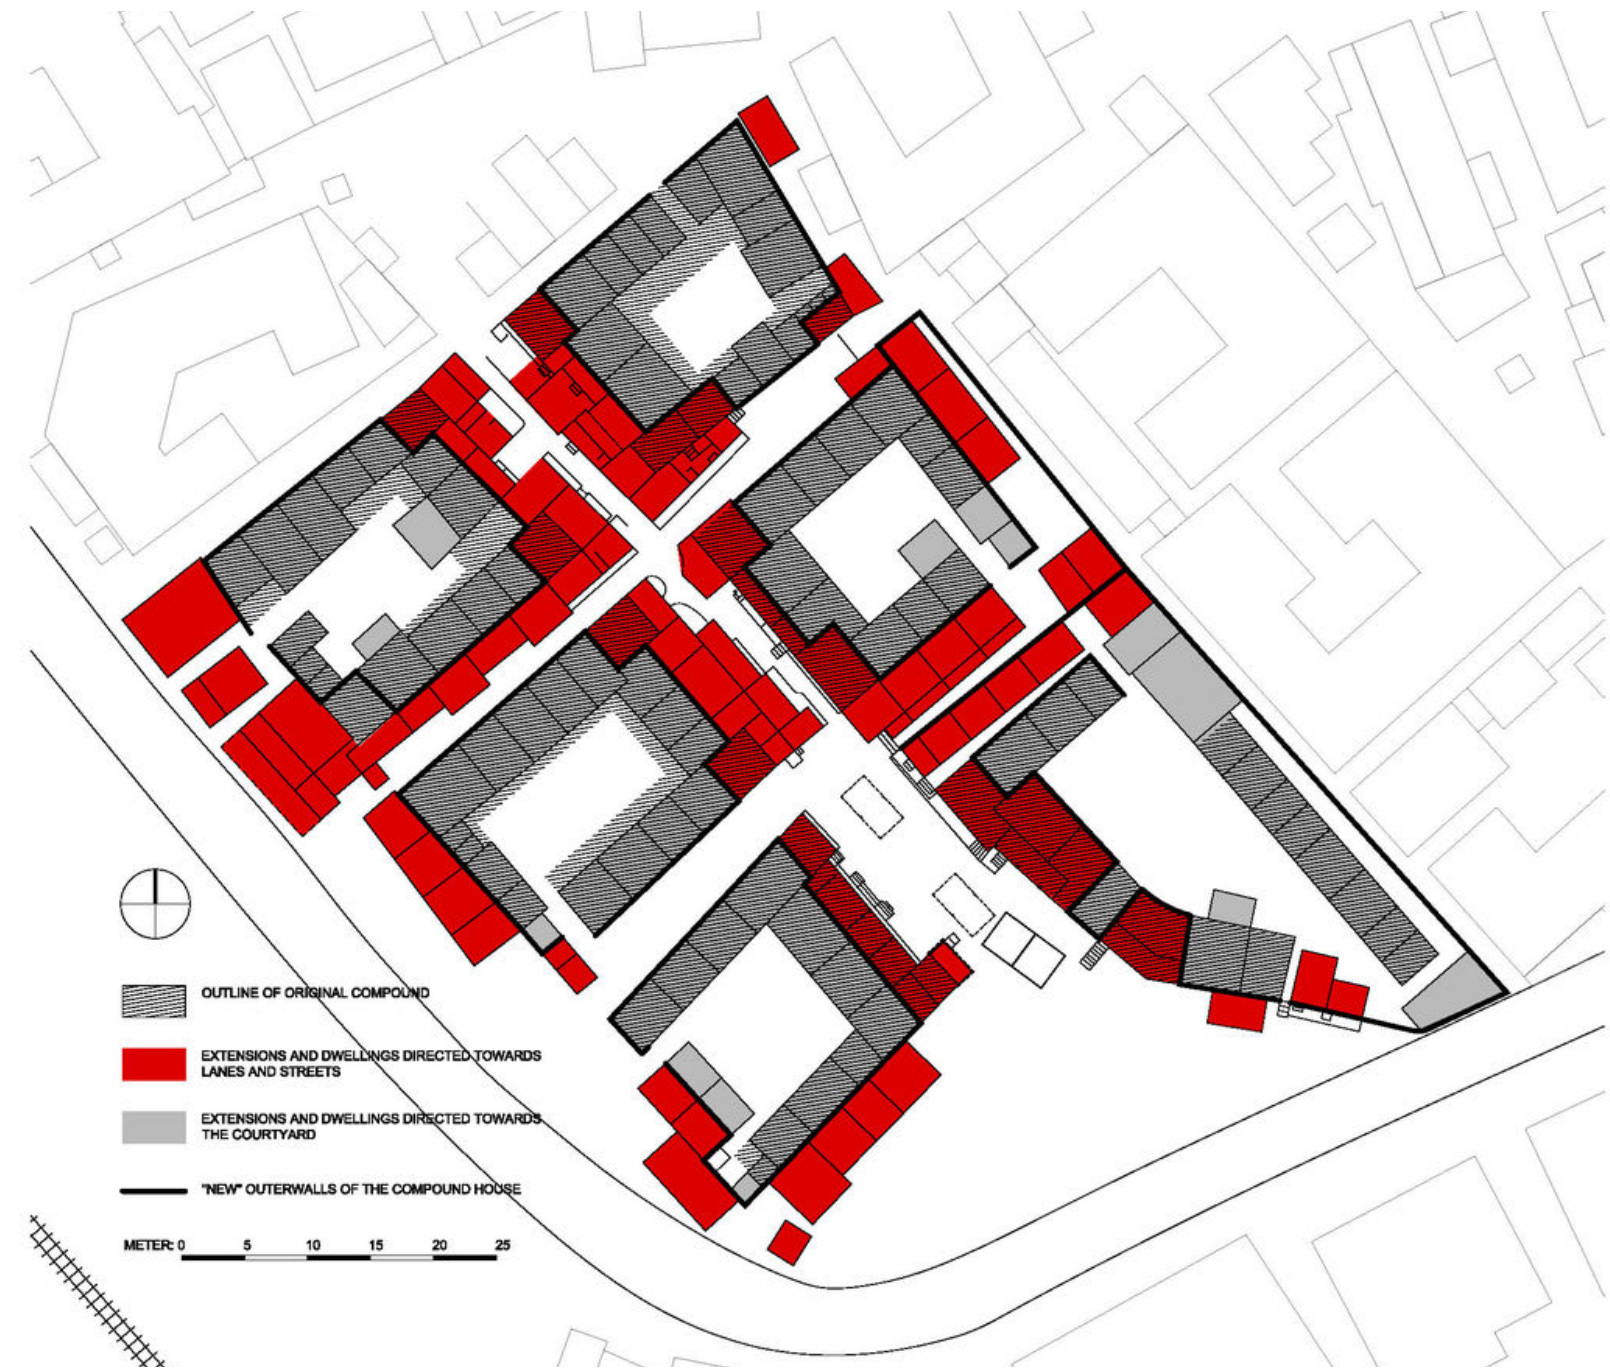 OUTLINE OF ORIGINAL COMPOUND
EXTENSIONS AND DWELLINGS DIRECTED TOWARDS
LANES AND STREETS
EXTENSIONS AND DWELLINGS DIRECTED TOWARDS
THE COURTYARD
"NEW" OUTERWALLS OF THE COMPOUND HOUSE
METER: 0 5 10 15 20 25